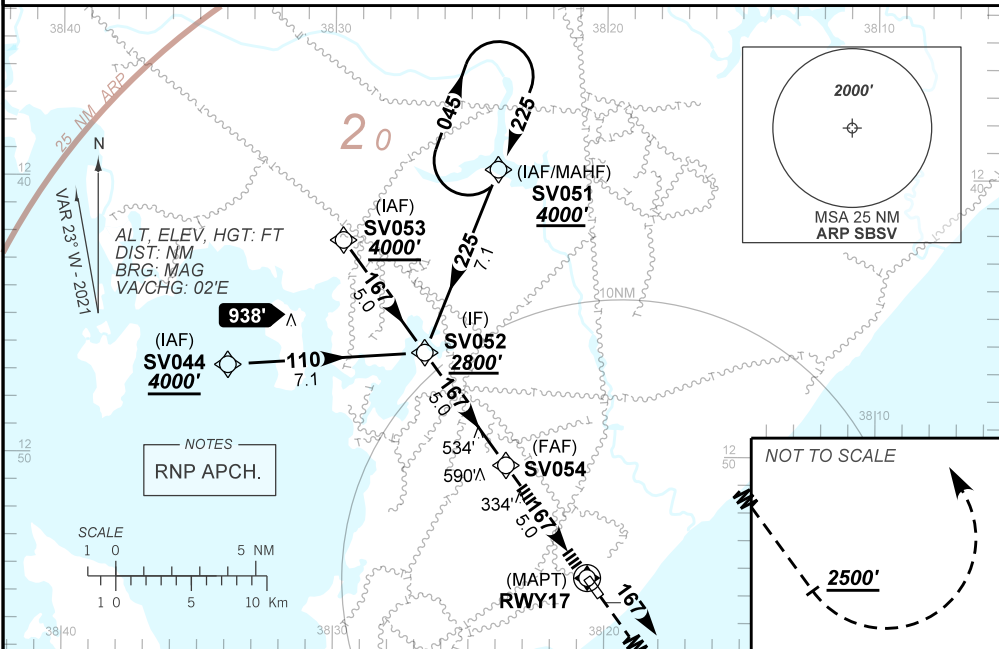 38/40
38/30
38/20
38/10
25 NM ARP
2 0
045
225
2000'
MSA 25 NM
ARP SBSV
12
40
12
40
N
VAR 23° W - 2021
ALT, ELEV, HGT: FT
DIST: NM
BRG: MAG
VA/CHG: 02'E
(IAF/MAHF)
SV051
4000'
(IAF)
SV053
4000'
225
7.1
167
5.0
938'
10NM
(IF)
SV052
2800'
(IAF)
SV044
4000'
110
7.1
167
5.0
38/10
NOTES
RNP APCH.
12
50
12
50
534'
590'
(FAF)
SV054
334'
167
5.0
NOT TO SCALE
2500'
SCALE
1 0 5 NM
1 0 5 10 Km
(MAPT)
RWY17
167
38/40
38/30
38/20